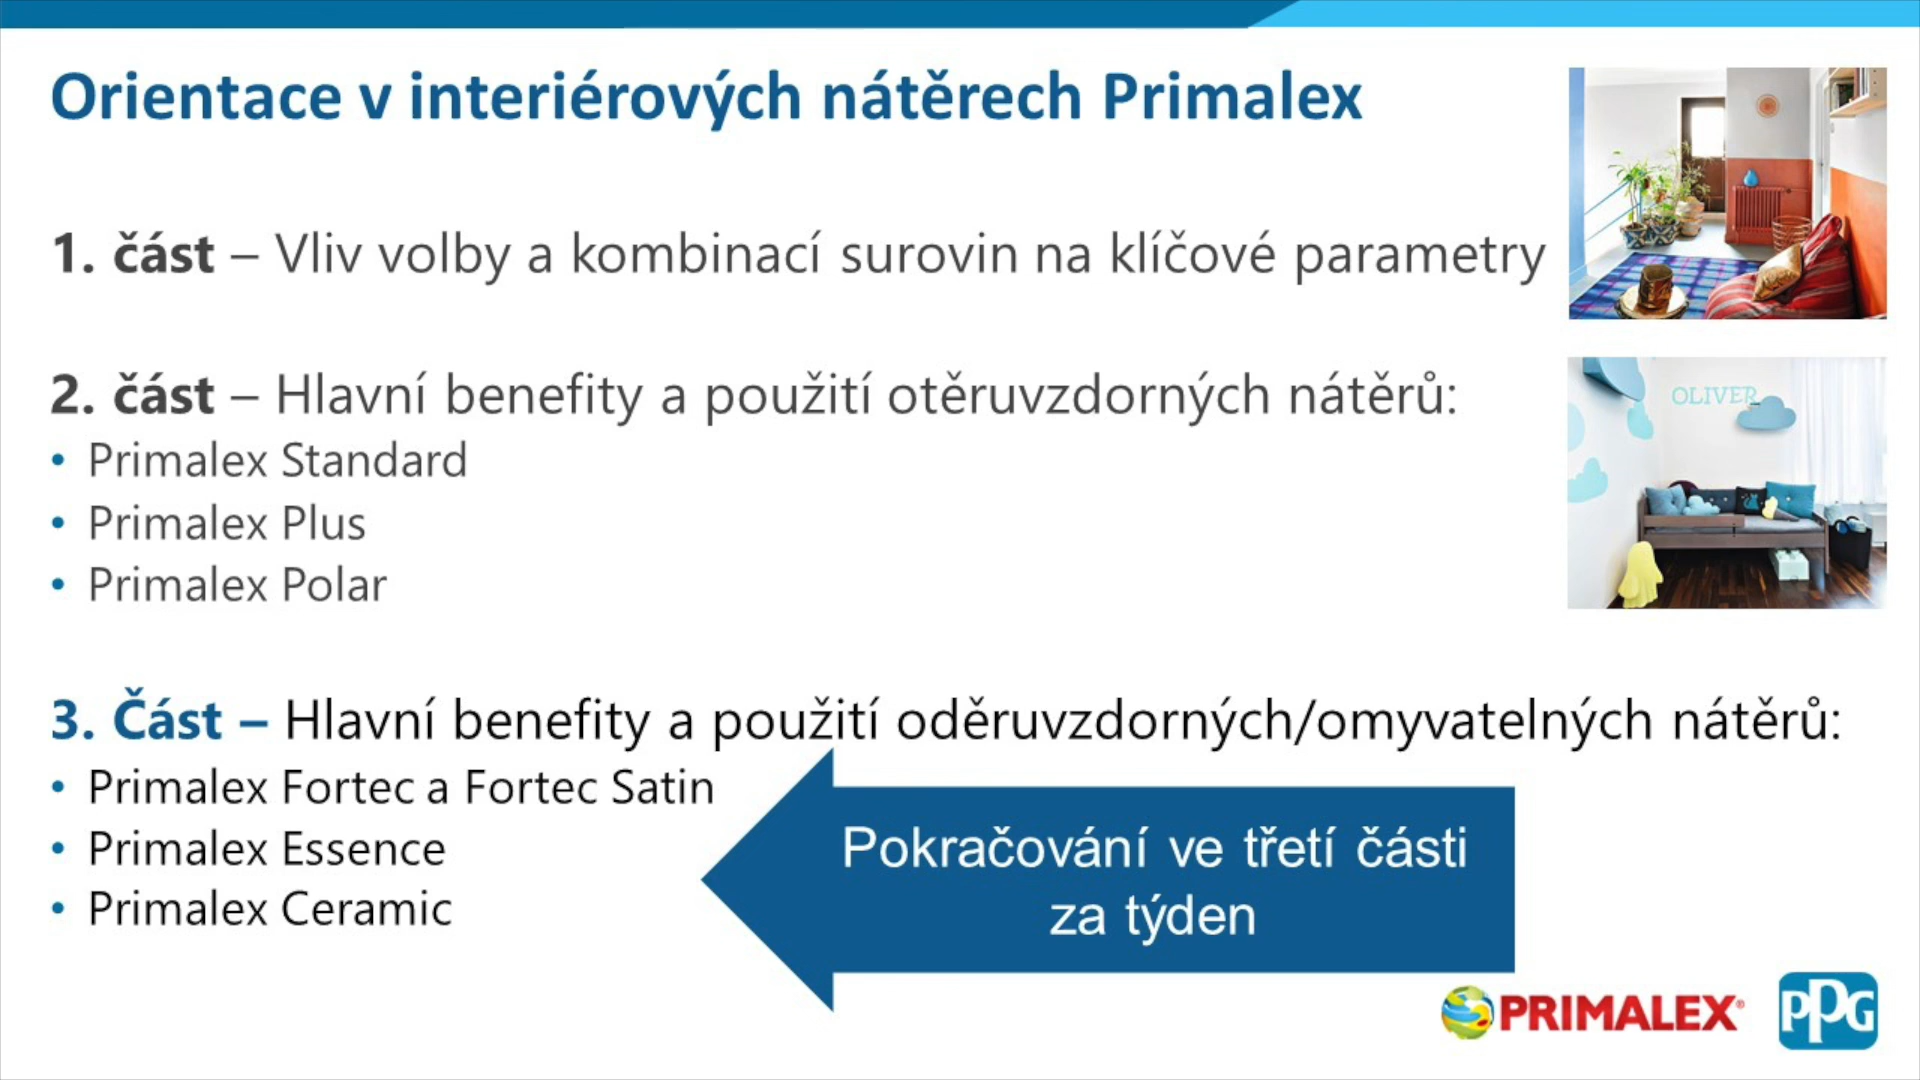 Orientace v interiérových nátěrech Primalex
1. část – Vliv volby a kombinací surovin na klíčové parametry
2. část – Hlavní benefity a použití otěruvzdorných nátěrů:
• Primalex Standard
• Primalex Plus
• Primalex Polar
OLIVER
3. Část – Hlavní benefity a použití oděruvzdorných/omyvatelných nátěrů:
• Primalex Fortec a Fortec Satin
• Primalex Essence
• Primalex Ceramic
Pokračování ve třetí části
za týden
PRIMALEX®
PPG